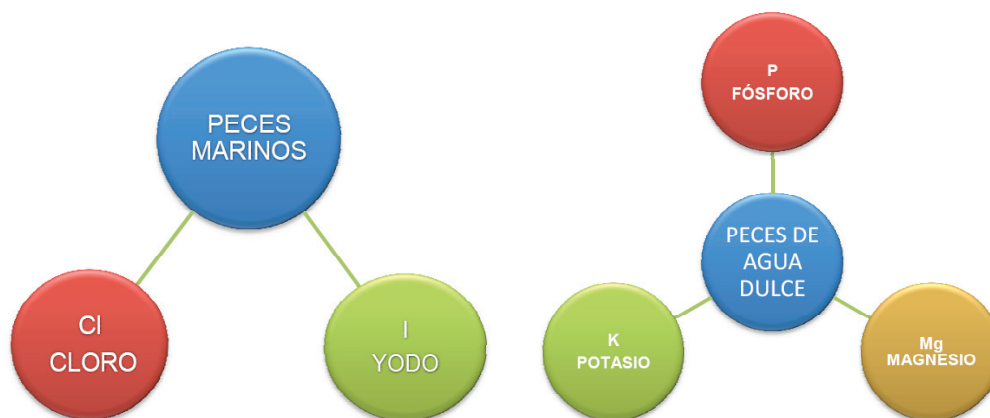 PECES
MARINOS
Cl
CLORO
I
YODO
P
FÓSFORO
PECES DE
AGUA
DULCE
K
POTASIO
Mg
MAGNESIO